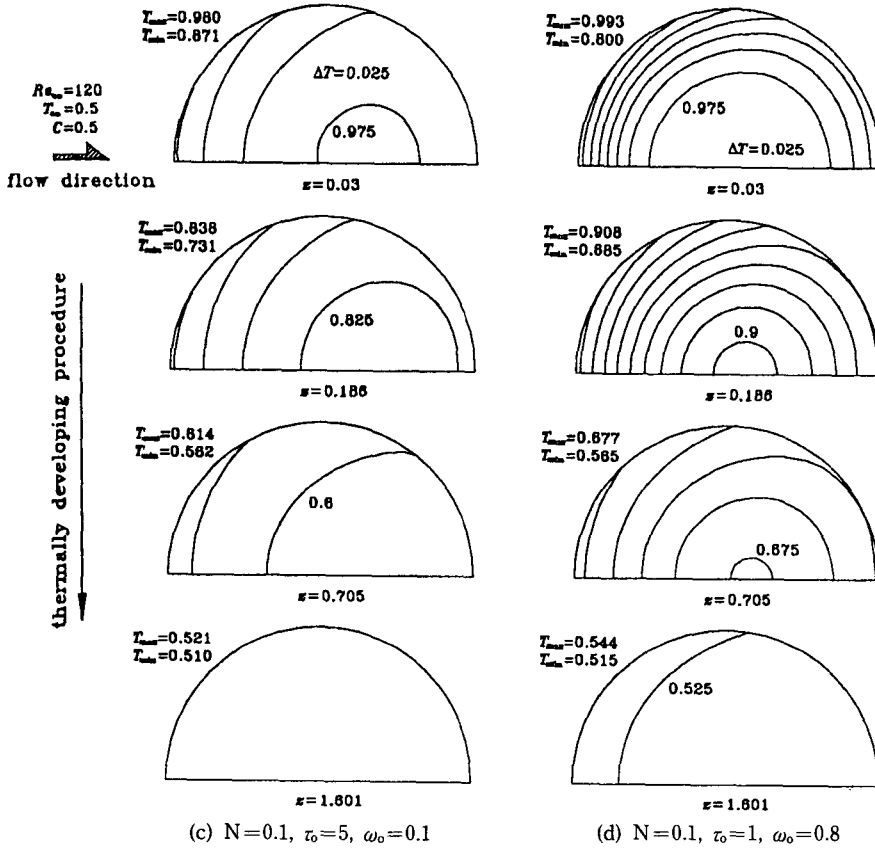 T_max=0.980
T_min=0.871
ΔT=0.025
0.975
z=0.03
T_max=0.993
T_min=0.800
0.975
ΔT=0.025
z=0.03
Re_∞=120
T_∞=0.5
C=0.5
flow direction
thermally developing procedure
T_max=0.838
T_min=0.731
0.825
z=0.186
T_max=0.908
T_min=0.685
0.9
z=0.186
T_max=0.614
T_min=0.562
0.6
z=0.705
T_max=0.677
T_min=0.565
0.675
z=0.705
T_max=0.521
T_min=0.510
z=1.601
T_max=0.544
T_min=0.515
0.525
z=1.601
(c) N=0.1, τ₀=5, ω₀=0.1
(d) N=0.1, τ₀=1, ω₀=0.8